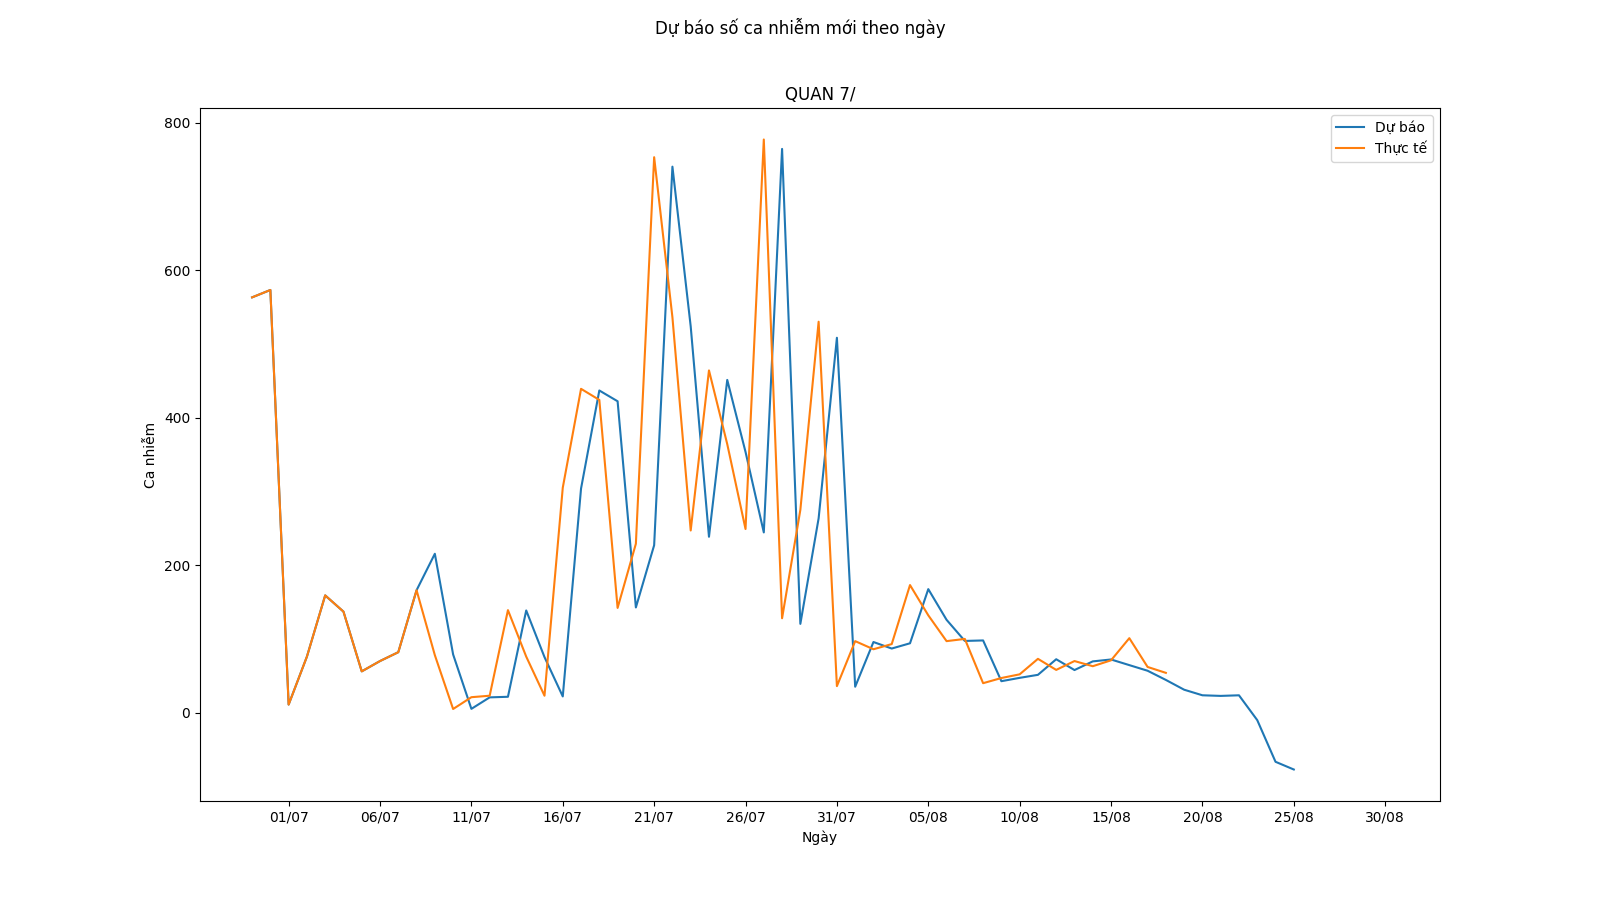 Dự báo số ca nhiễm mới theo ngày
QUAN 7/
Dự báo
Thực tế
800
600
400
200
0
Ca nhiễm
01/07 06/07 11/07 16/07 21/07 26/07 31/07 05/08 10/08 15/08 20/08 25/08 30/08
Ngày